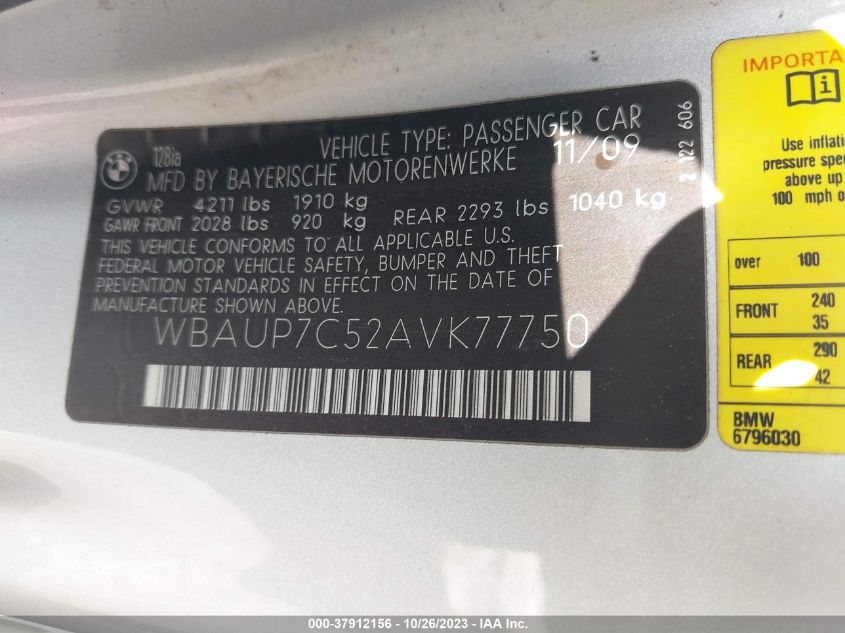 BMW
128ia
VEHICLE TYPE: PASSENGER CAR
MFD BY BAYERISCHE MOTORENWERKE 11/09
GVWR 4211 lbs 1910 kg
GAWR FRONT 2028 lbs 920 kg REAR 2293 lbs 1040 kg
THIS VEHICLE CONFORMS TO ALL APPLICABLE U.S.
FEDERAL MOTOR VEHICLE SAFETY, BUMPER AND THEFT
PREVENTION STANDARDS IN EFFECT ON THE DATE OF
MANUFACTURE SHOWN ABOVE.
WBAUP7C52AVK77750
122 606
IMPORTA
i
Use inflati
pressure spe
above up
100 mph o
over 100
FRONT 240
35
REAR 290
42
BMW
6796030
000-37912156 - 10/26/2023 - IAA Inc.